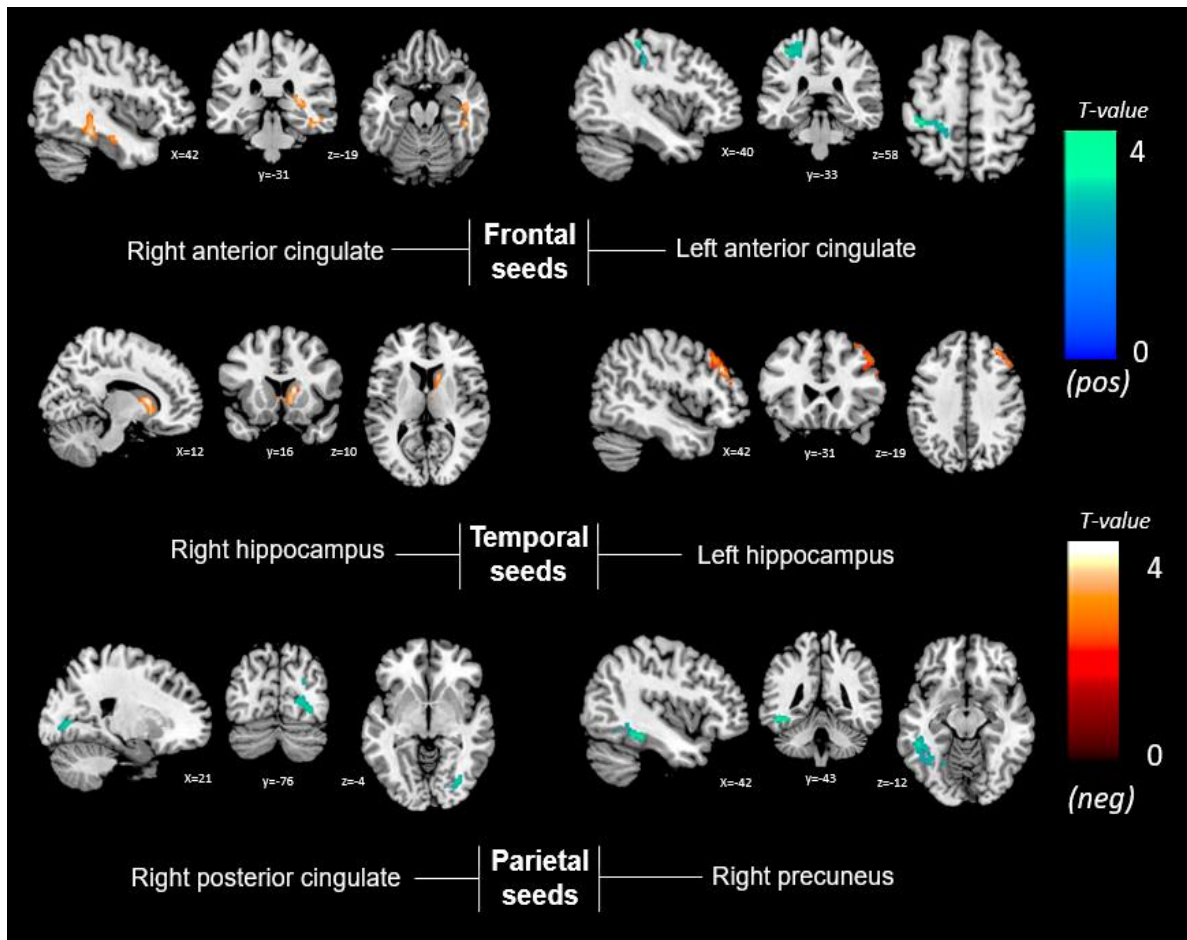 T-value
4
0
(pos)
X=42
y=-31
z=-19
X=-40
y=-33
z=58
Right anterior cingulate
Frontal
seeds
Left anterior cingulate
X=12
y=16
z=10
X=42
y=-31
z=-19
Right hippocampus
Temporal
seeds
Left hippocampus
T-value
4
0
(neg)
X=21
y=-76
z=-4
X=-42
y=-43
z=-12
Right posterior cingulate
Parietal
seeds
Right precuneus